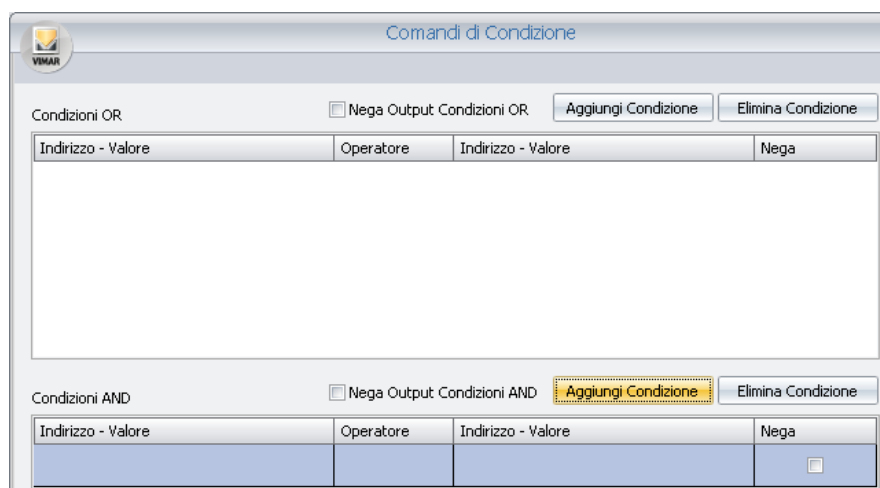 Comandi di Condizione
VIMAR
Condizioni OR Nega Output Condizioni OR Aggiungi Condizione Elimina Condizione
Indirizzo - Valore Operatore Indirizzo - Valore Nega
Condizioni AND Nega Output Condizioni AND Aggiungi Condizione Elimina Condizione
Indirizzo - Valore Operatore Indirizzo - Valore Nega